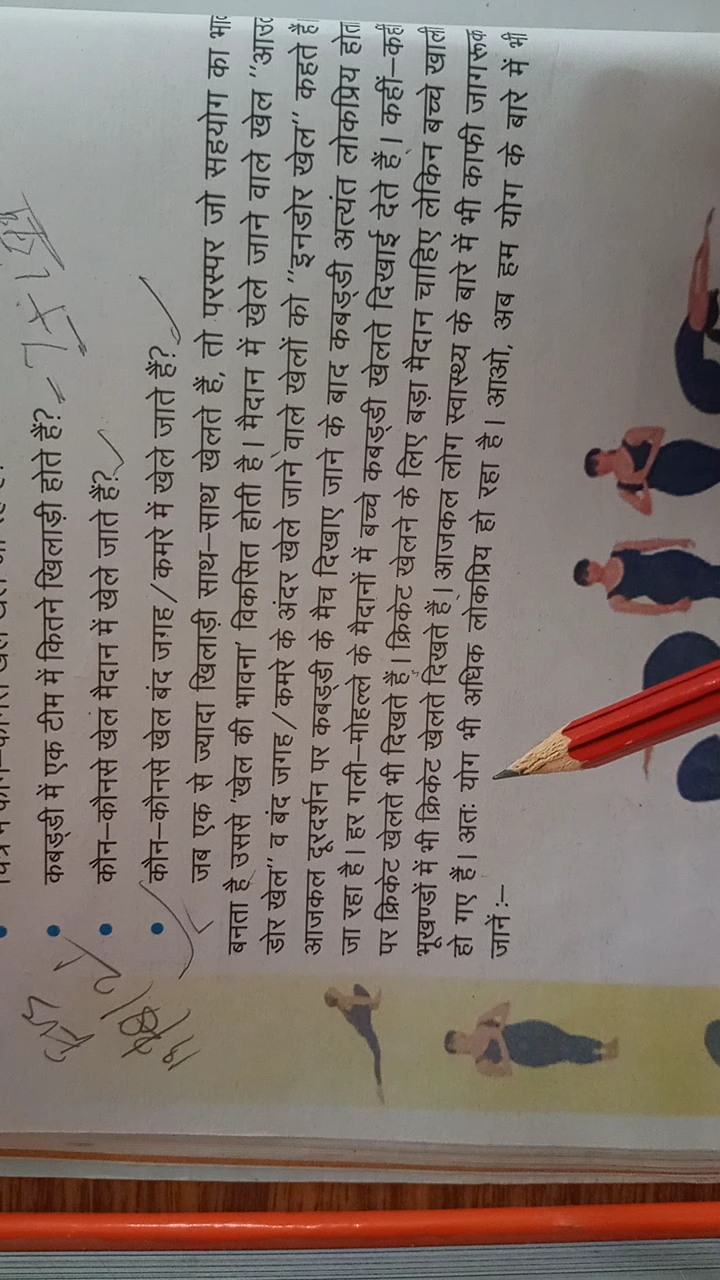 कबड्डी में एक टीम में कितने खिलाड़ी होते हैं? = 7
कौन–कौनसे खेल मैदान में खेले जाते हैं?
कौन–कौनसे खेल बंद जगह/कमरे में खेले जाते हैं?
जब एक से ज्यादा खिलाड़ी साथ–साथ खेलते हैं, तो परस्पर जो सहयोग का
बनता है उससे 'खेल की भावना' विकसित होती है। मैदान में खेले जाने वाले खेल "आउट
डोर खेल" व बंद जगह/कमरे के अंदर खेले जाने वाले खेलों को "इनडोर खेल" कहते हैं।
आजकल दूरदर्शन पर कबड्डी के मैच दिखाए जाने के बाद कबड्डी अत्यंत लोकप्रिय होता
जा रहा है। हर गली–मोहल्ले के मैदानों में बच्चे कबड्डी खेलते दिखाई देते हैं। कहीं–कहीं
पर क्रिकेट खेलते भी दिखते हैं। क्रिकेट खेलने के लिए बड़ा मैदान चाहिए लेकिन बच्चे खाली
भूखण्डों में भी क्रिकेट खेलते दिखते हैं। आजकल लोग स्वास्थ्य के बारे में भी काफी जागरूक
हो गए हैं। अतः योग भी अधिक लोकप्रिय हो रहा है। आओ, अब हम योग के बारे में भी
जानें :–